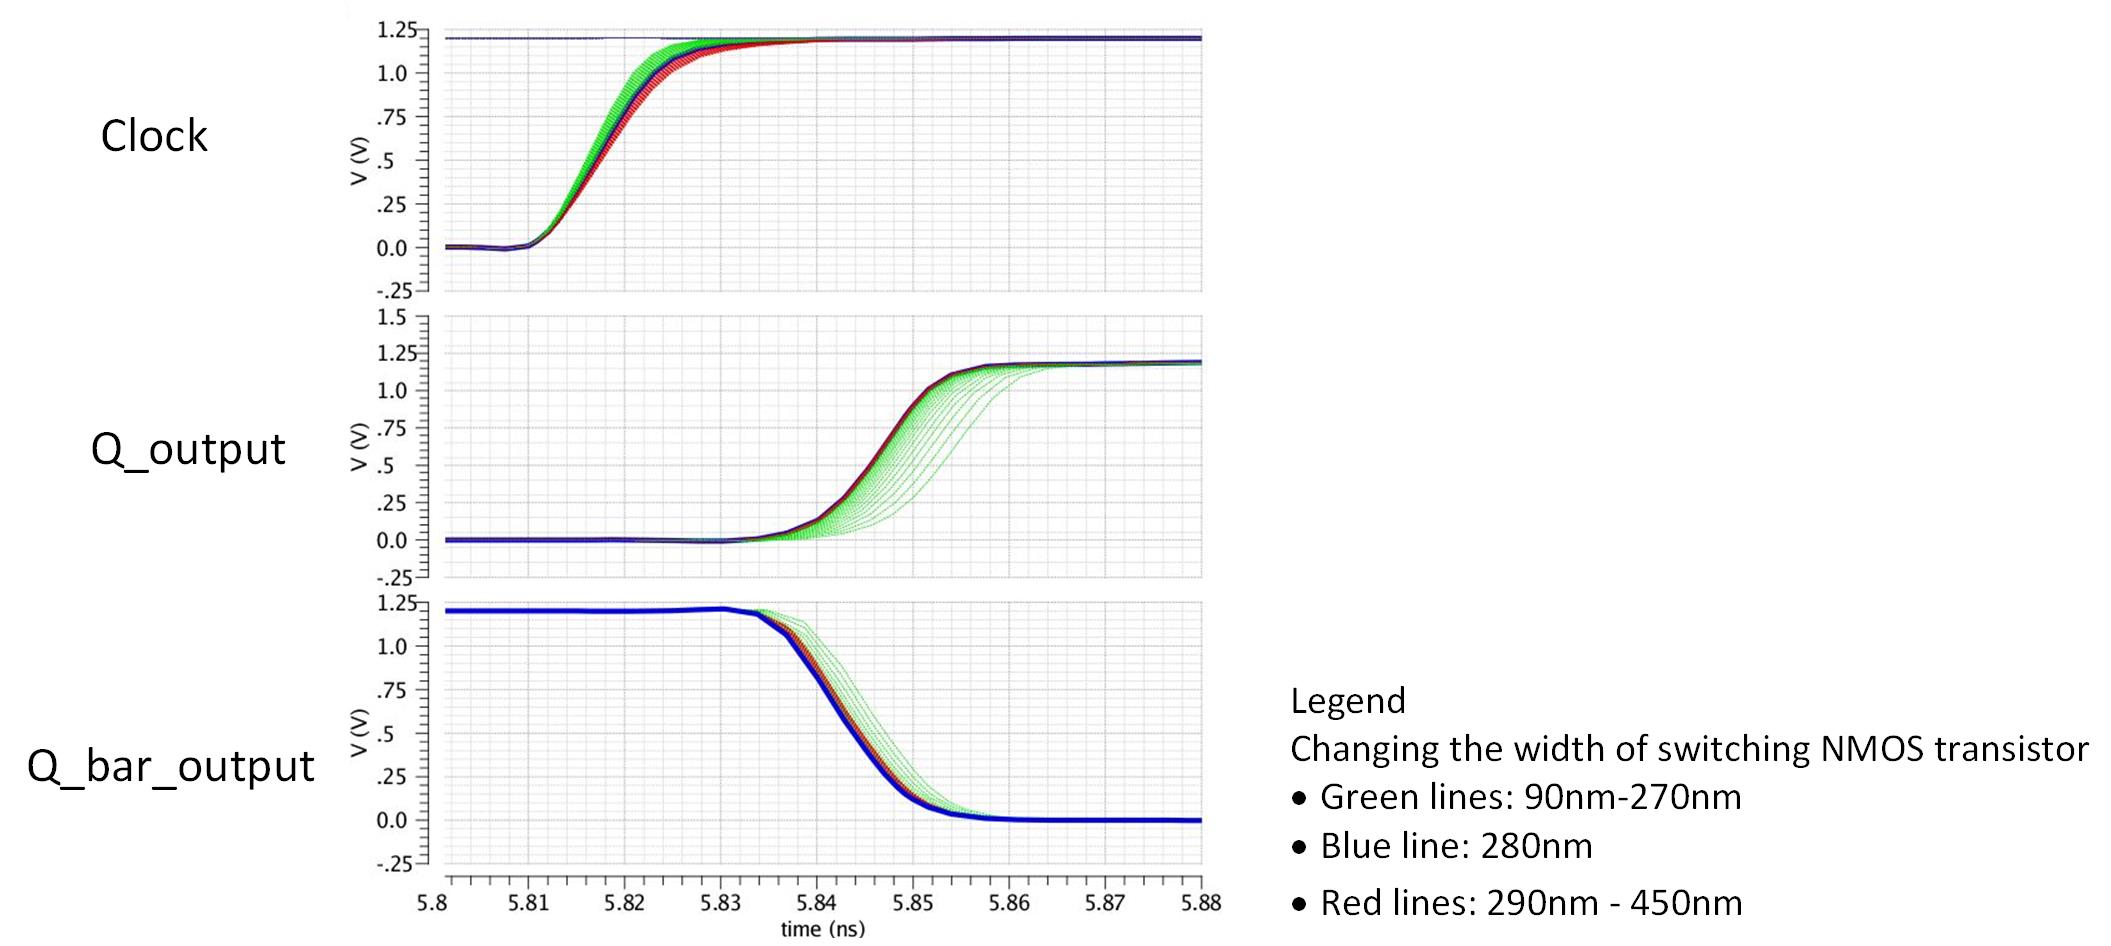 Clock
V (V)
1.25
1.0
.75
.5
.25
0.0
-.25
Q_output
V (V)
1.5
1.25
1.0
.75
.5
.25
0.0
-.25
Q_bar_output
V (V)
1.25
1.0
.75
.5
.25
0.0
-.25
5.8 5.81 5.82 5.83 5.84 5.85 5.86 5.87 5.88
time (ns)
Legend
Changing the width of switching NMOS transistor
• Green lines: 90nm-270nm
• Blue line: 280nm
• Red lines: 290nm - 450nm